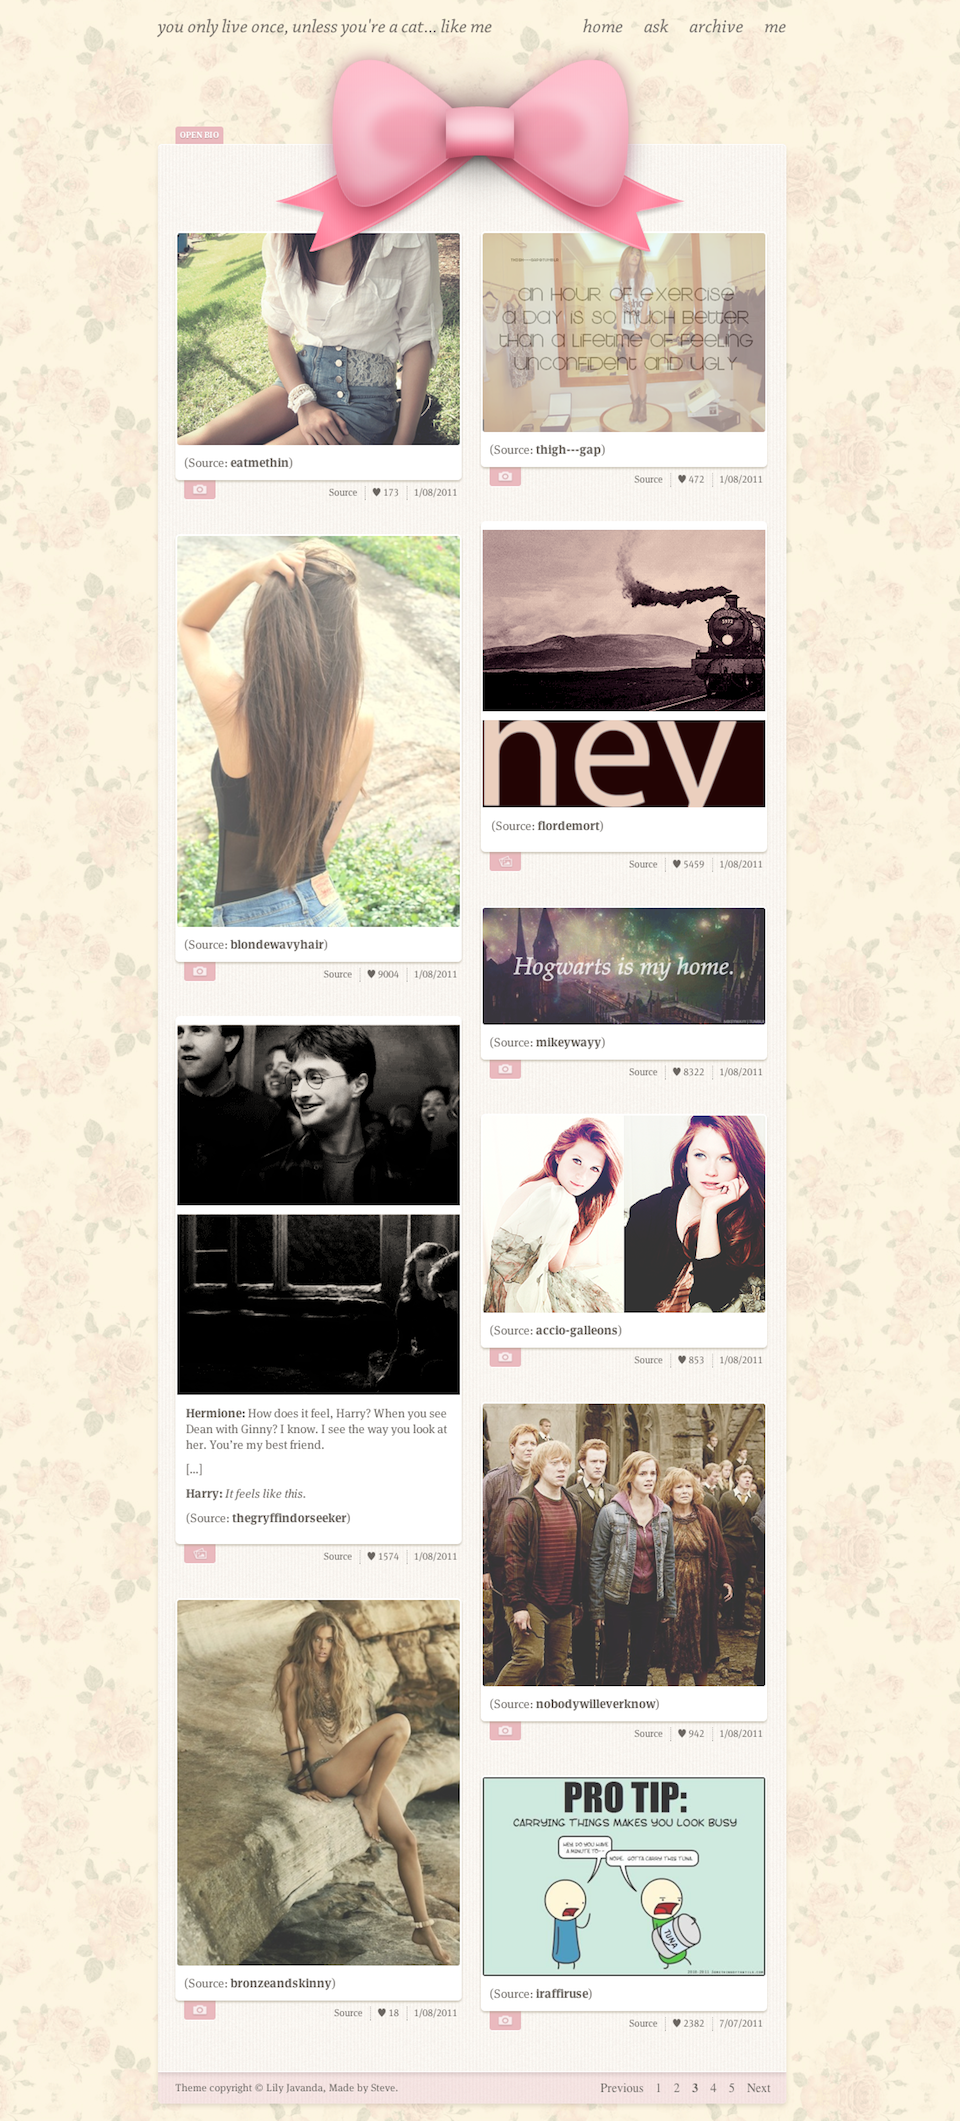 you only live once, unless you're a cat... like me
home ask archive me
OPEN BIO
(Source: eatmethin)
Source 173 1/08/2011
(Source: blondewavyhair)
Source 9004 1/08/2011
Hermione: How does it feel, Harry? When you see
Dean with Ginny? I know. I see the way you look at
her. You're my best friend.
[...]
Harry: It feels like this.
(Source: thegryffindorseeker)
Source 1574 1/08/2011
(Source: bronzeandskinny)
Source 18 1/08/2011
an HOUR OF exercise
a Day is so much better
than a lifetime of feeling
unconfident and ugly
(Source: thigh---gap)
Source 472 1/08/2011
5972
hey
(Source: flordemort)
Source 5459 1/08/2011
Hogwarts is my home.
(Source: mikeywayy)
Source 8322 1/08/2011
(Source: accio-galleons)
Source 853 1/08/2011
(Source: nobodywilleverknow)
Source 942 1/08/2011
PRO TIP:
CARRYING THINGS MAKES YOU LOOK BUSY
HEY, DO YOU HAVE
A MINUTE TO--
NOPE. GOTTA CARRY THIS TUNA.
TUNA
(Source: iraffiruse)
Source 2382 7/07/2011
Theme copyright © Lily Javanda, Made by Steve.
Previous 1 2 3 4 5 Next